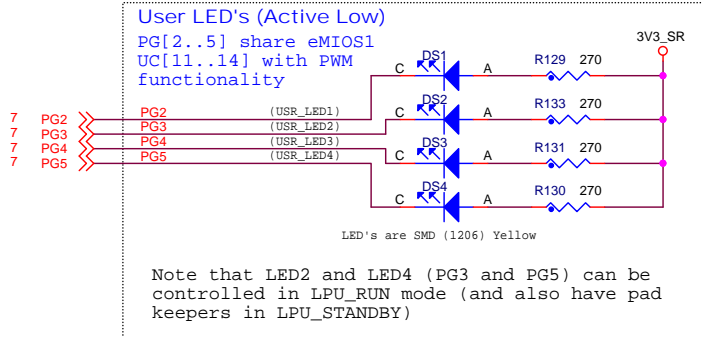 User LED's (Active Low)
PG[2..5] share eMIOS1
UC[11..14] with PWM
functionality
3V3_SR
DS1
C
A
R129 270
7 PG2 PG2 (USR_LED1)
DS2
C
A
R133 270
7 PG3 PG3 (USR_LED2)
7 PG4 PG4 (USR_LED3)
DS3
C
A
R131 270
7 PG5 PG5 (USR_LED4)
DS4
C
A
R130 270
LED's are SMD (1206) Yellow
Note that LED2 and LED4 (PG3 and PG5) can be
controlled in LPU_RUN mode (and also have pad
keepers in LPU_STANDBY)